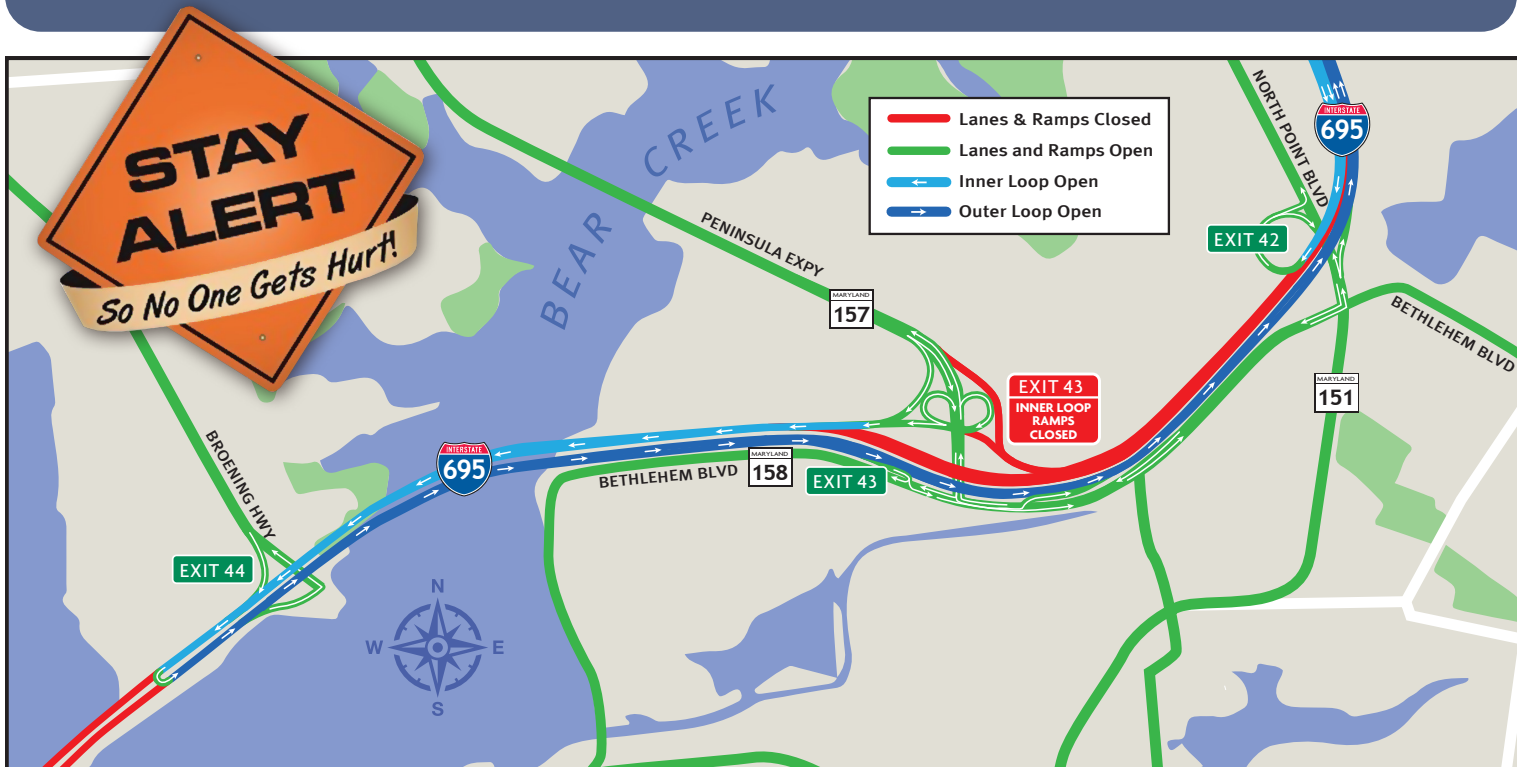 STAY
ALERT
So No One Gets Hurt!
Lanes & Ramps Closed
Lanes and Ramps Open
Inner Loop Open
Outer Loop Open
NORTH POINT BLVD
INTERSTATE
695
CREEK
BEAR
PENINSULA EXPY
MARYLAND
157
EXIT 42
BETHLEHEM BLVD
EXIT 43
INNER LOOP
RAMPS
CLOSED
MARYLAND
151
BROENING HWY
INTERSTATE
695
BETHLEHEM BLVD
MARYLAND
158
EXIT 43
EXIT 44
N
W
E
S